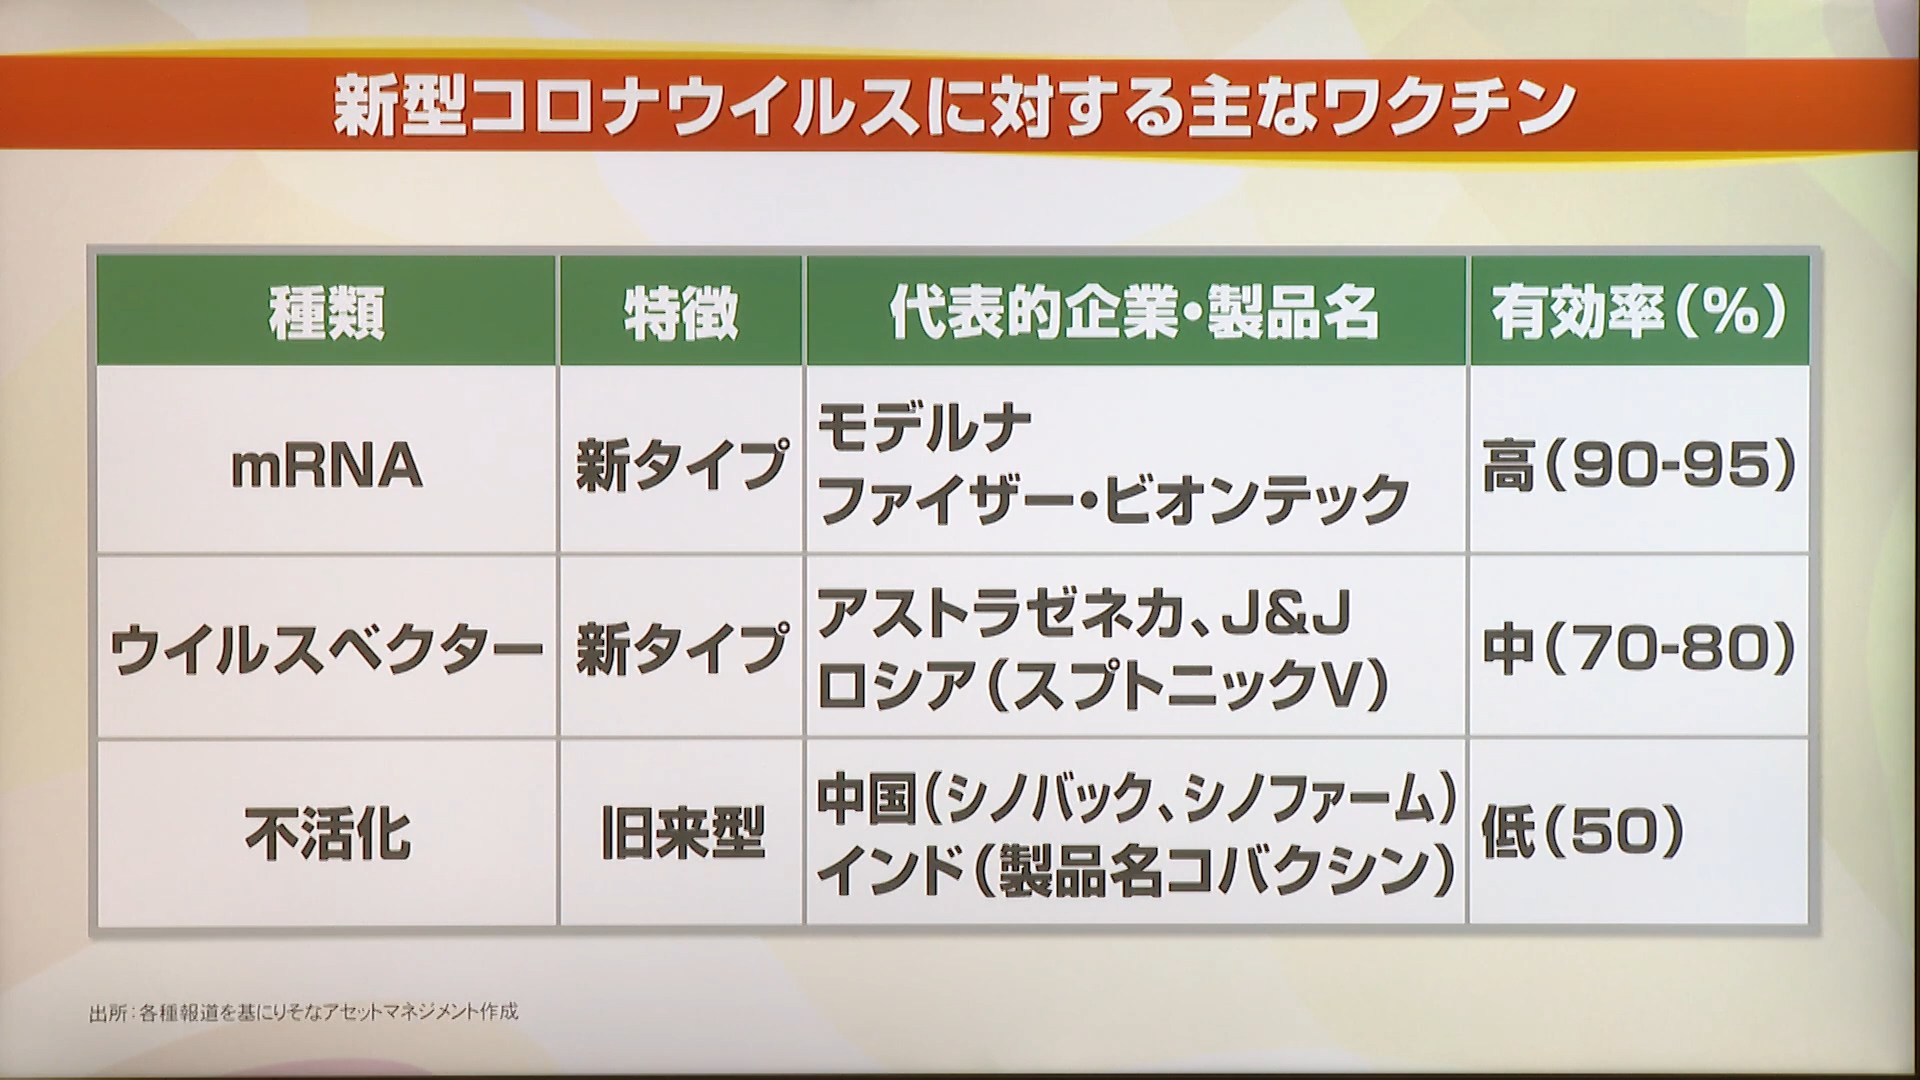 新型コロナウイルスに対する主なワクチン
種類 特徴 代表的企業・製品名 有効率(%)
mRNA 新タイプ モデルナ
ファイザー・ビオンテック 高(90-95)
ウイルスベクター 新タイプ アストラゼネカ、J&J
ロシア(スプトニックV) 中(70-80)
不活化 旧来型 中国(シノバック、シノファーム)
インド(製品名コバクシン) 低(50)
出所:各種報道を基にりそなアセットマネジメント作成